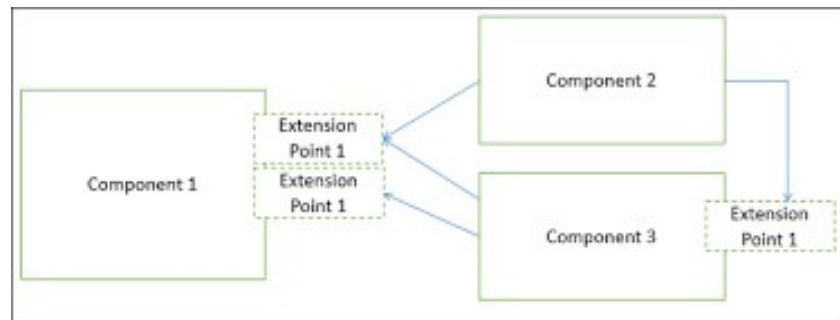 Component 2
Extension
Point 1
Component 1
Extension
Point 1
Component 3
Extension
Point 1